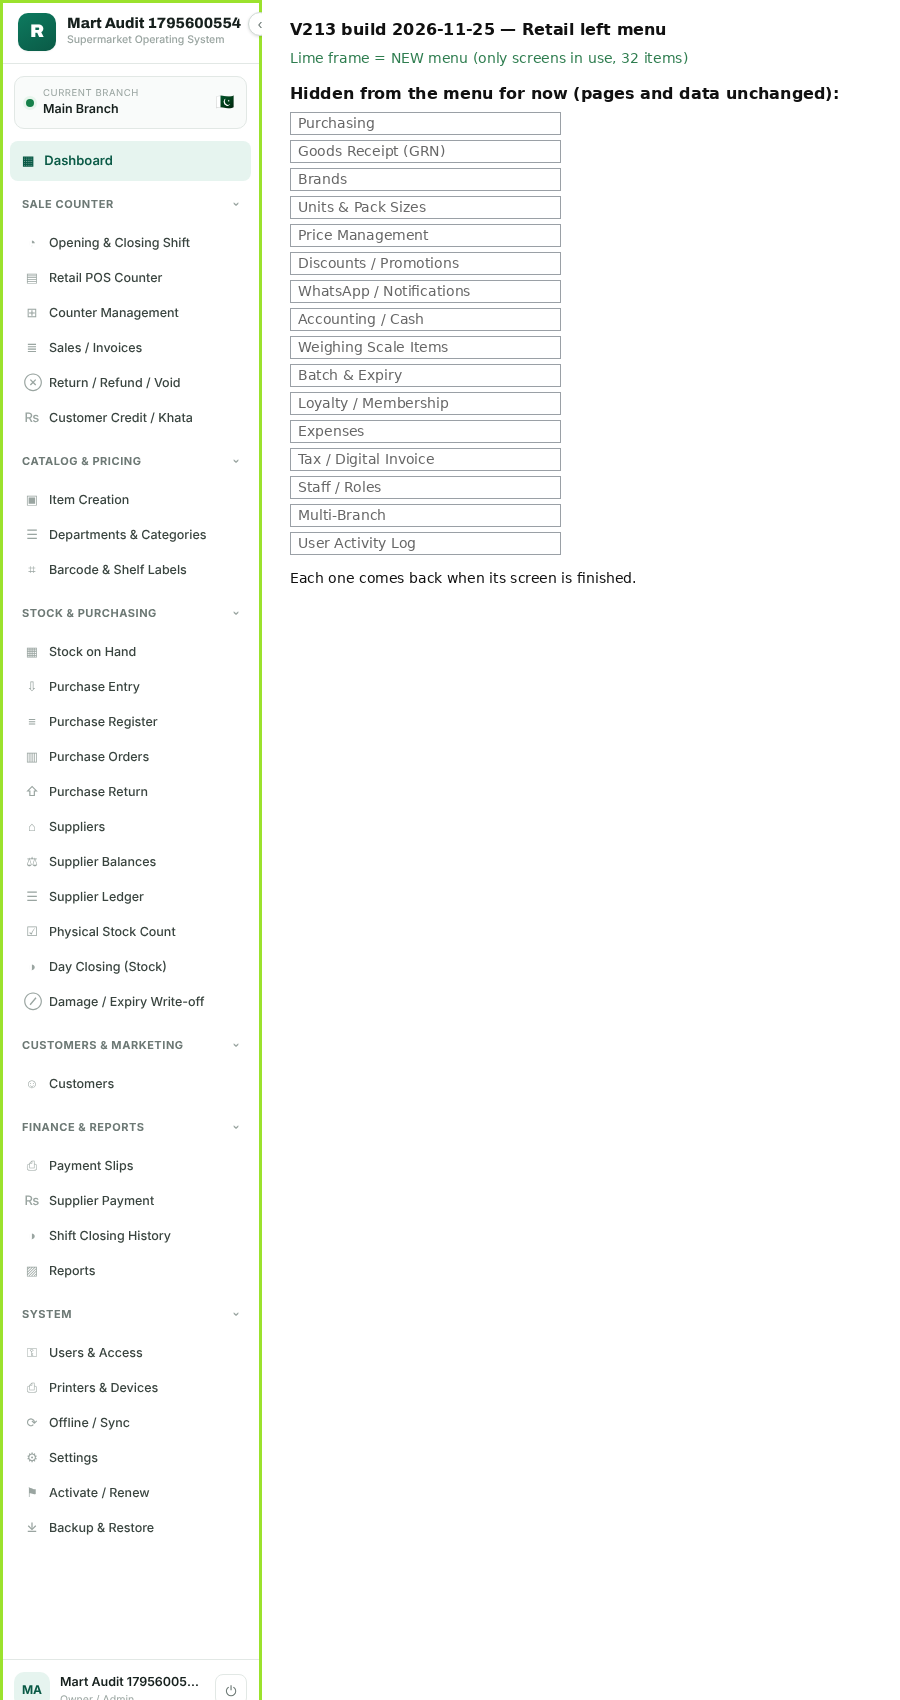 R
Mart Audit 1795600554
Supermarket Operating System
CURRENT BRANCH
Main Branch
Dashboard
SALE COUNTER
Opening & Closing Shift
Retail POS Counter
Counter Management
Sales / Invoices
Return / Refund / Void
Rs Customer Credit / Khata
CATALOG & PRICING
Item Creation
Departments & Categories
Barcode & Shelf Labels
STOCK & PURCHASING
Stock on Hand
Purchase Entry
Purchase Register
Purchase Orders
Purchase Return
Suppliers
Supplier Balances
Supplier Ledger
Physical Stock Count
Day Closing (Stock)
Damage / Expiry Write-off
CUSTOMERS & MARKETING
Customers
FINANCE & REPORTS
Payment Slips
Rs Supplier Payment
Shift Closing History
Reports
SYSTEM
Users & Access
Printers & Devices
Offline / Sync
Settings
Activate / Renew
Backup & Restore
MA
Mart Audit 17956005...
Owner / Admin
V213 build 2026-11-25 — Retail left menu
Lime frame = NEW menu (only screens in use, 32 items)
Hidden from the menu for now (pages and data unchanged):
Purchasing
Goods Receipt (GRN)
Brands
Units & Pack Sizes
Price Management
Discounts / Promotions
WhatsApp / Notifications
Accounting / Cash
Weighing Scale Items
Batch & Expiry
Loyalty / Membership
Expenses
Tax / Digital Invoice
Staff / Roles
Multi-Branch
User Activity Log
Each one comes back when its screen is finished.